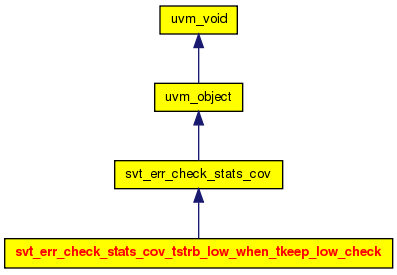 uvm_void
uvm_object
svt_err_check_stats_cov
svt_err_check_stats_cov_tstrb_low_when_tkeep_low_check